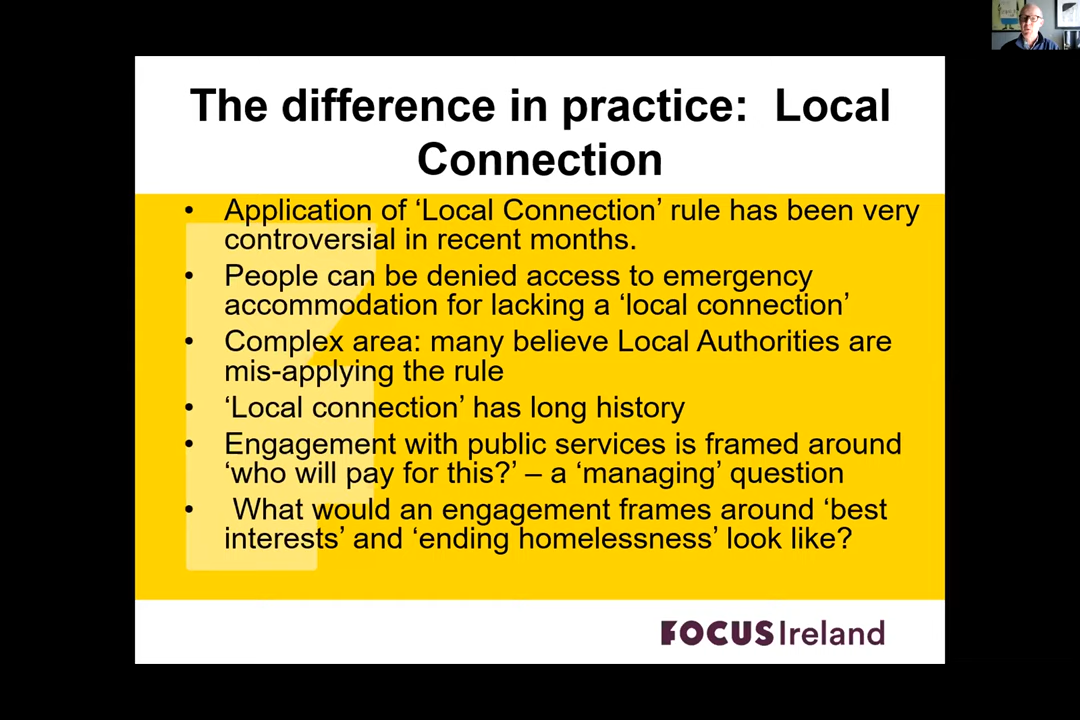 The difference in practice:  Local
Connection
• Application of ‘Local Connection’ rule has been very
controversial in recent months.
• People can be denied access to emergency
accommodation for lacking a ‘local connection’
• Complex area: many believe Local Authorities are
mis-applying the rule
• ‘Local connection’ has long history
• Engagement with public services is framed around
‘who will pay for this?’ – a ‘managing’ question
• What would an engagement frames around ‘best
interests’ and ‘ending homelessness’ look like?
FOCUS Ireland